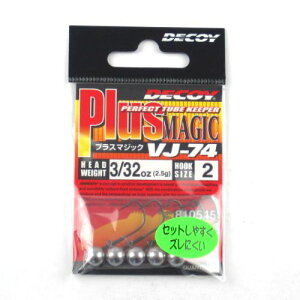 DECOY
DECOY
PERFECT TUBE KEEPER
Plus MAGIC
プラスマジック VJ-74
HEAD WEIGHT 3/32oz (2.5g) HOOK SIZE 2
810545
セットしやすく
ズレにくい